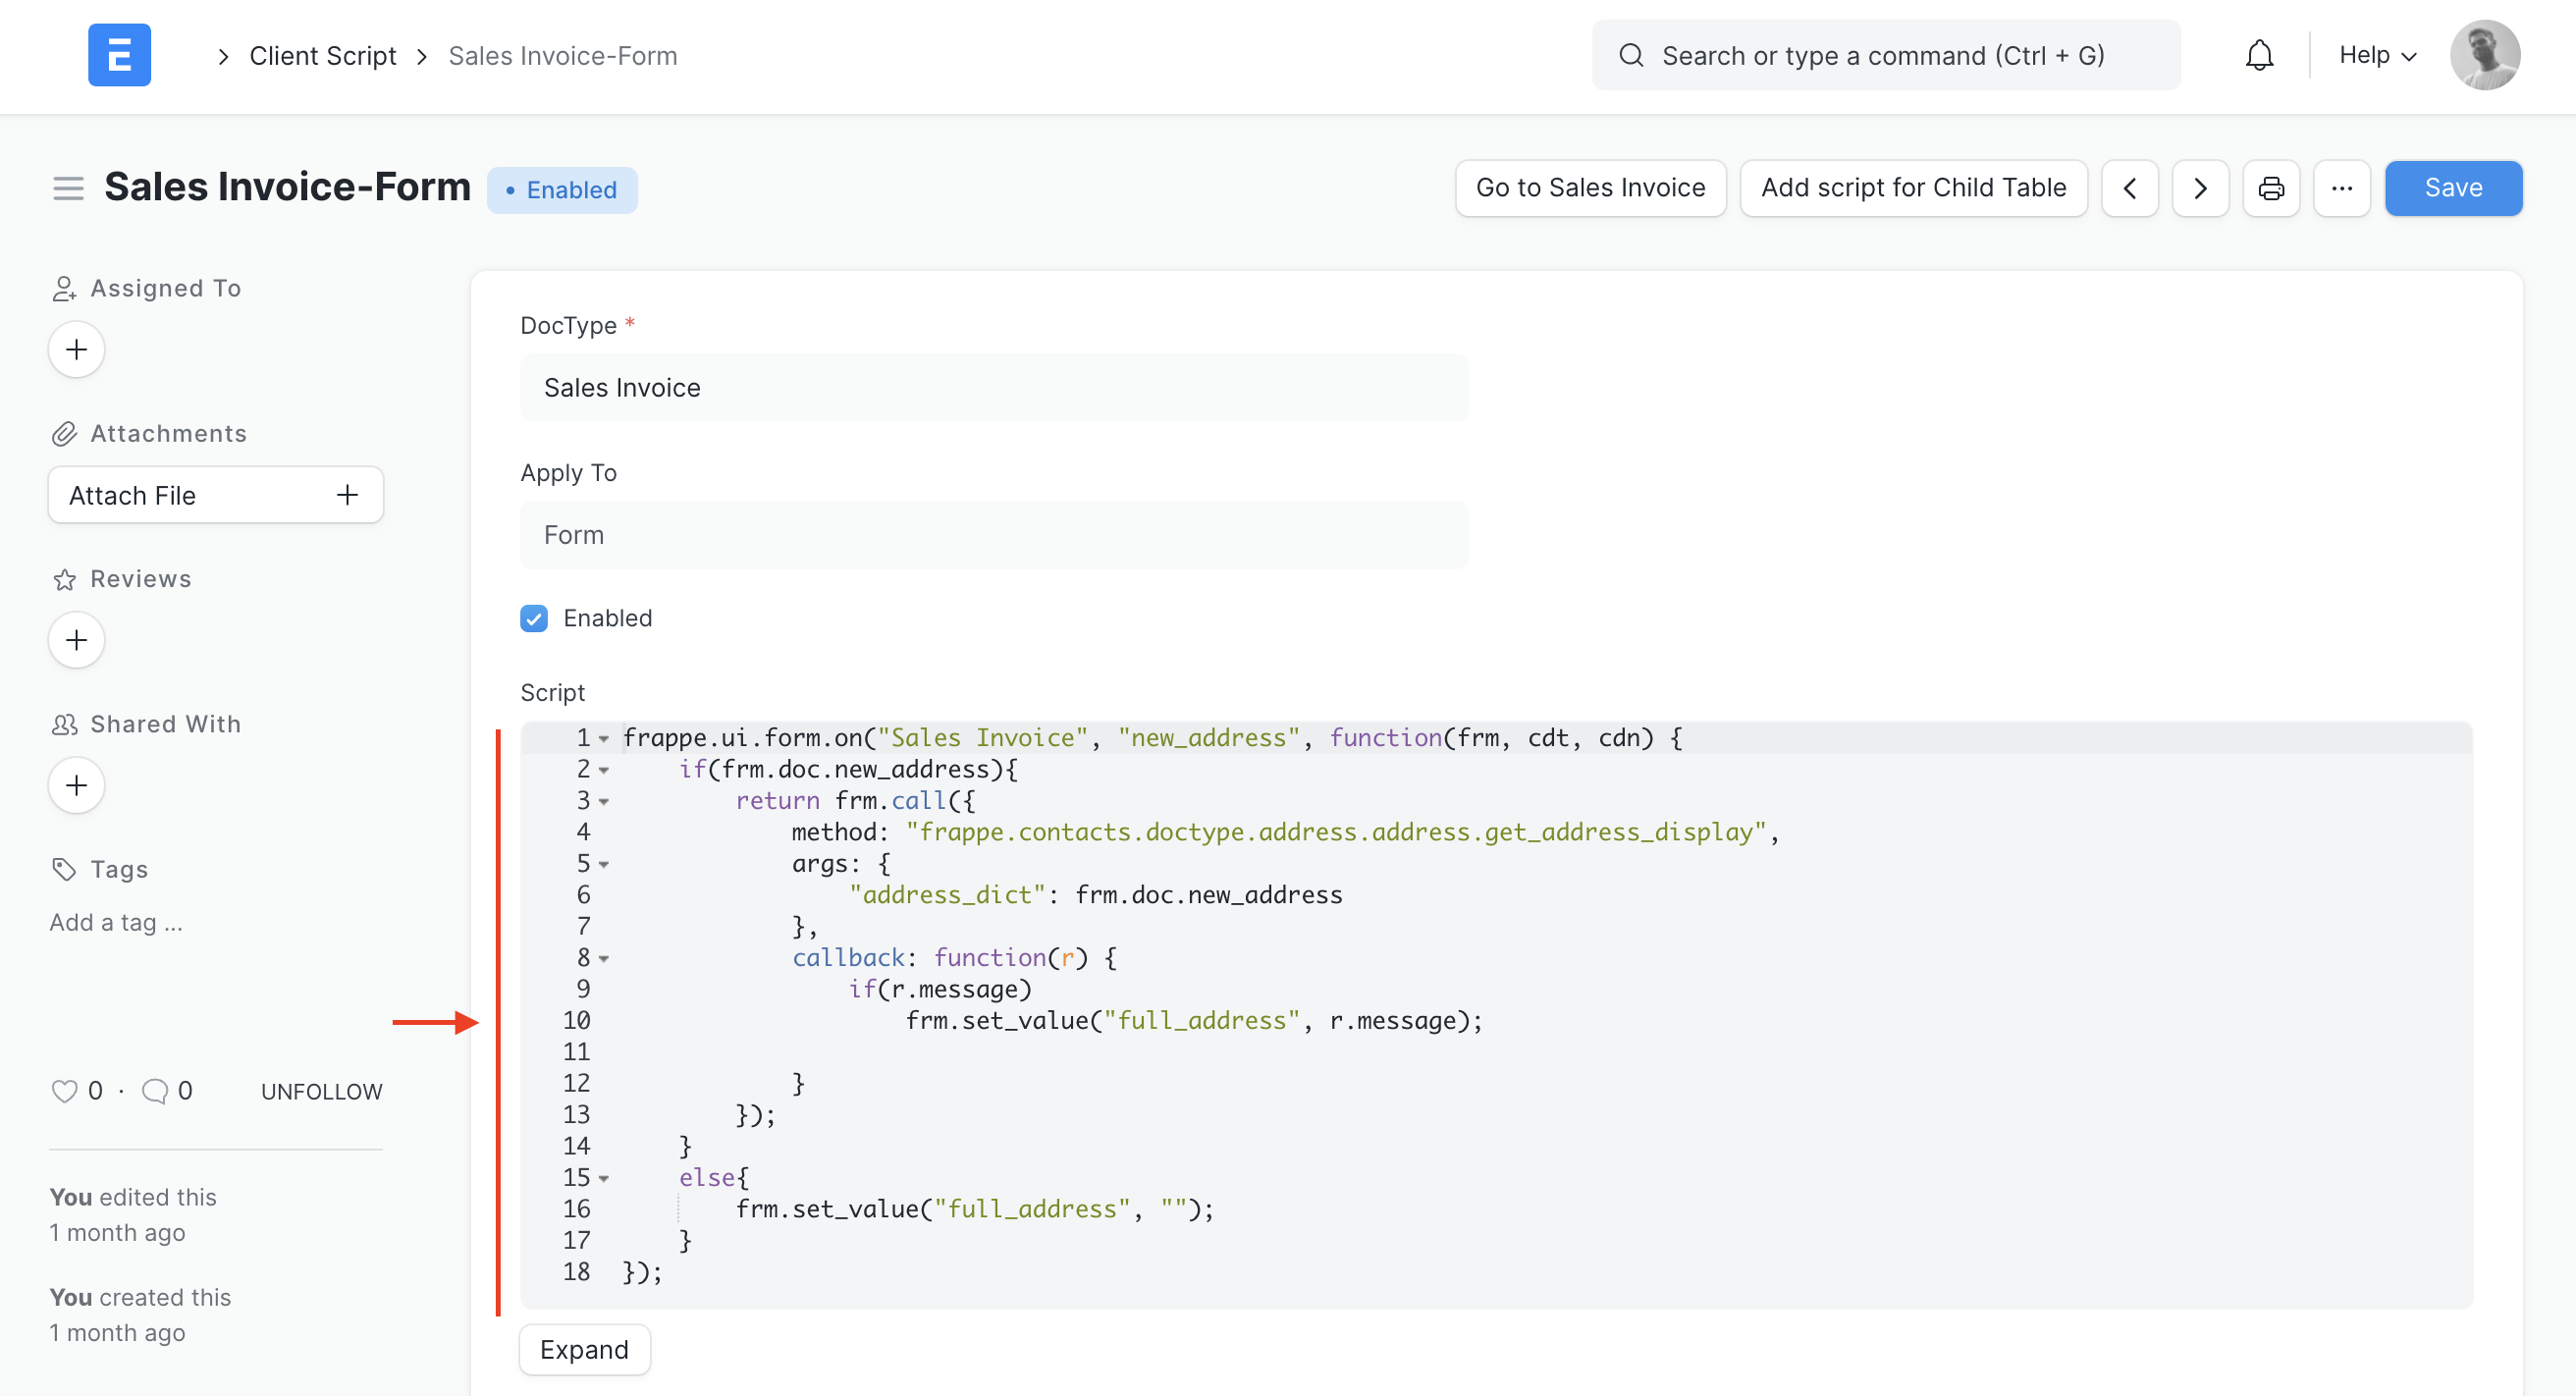 E
Client Script
Sales Invoice-Form
Search or type a command (Ctrl + G)
Help
Sales Invoice-Form
• Enabled
Go to Sales Invoice
Add script for Child Table
...
Save
Assigned To
Attachments
Attach File
Reviews
Shared With
Tags
Add a tag ...
0 · 0 UNFOLLOW
You edited this
1 month ago
You created this
1 month ago
DocType *
Sales Invoice
Apply To
Form
Enabled
Script
1 frappe.ui.form.on("Sales Invoice", "new_address", function(frm, cdt, cdn) {
2     if(frm.doc.new_address){
3         return frm.call({
4             method: "frappe.contacts.doctype.address.address.get_address_display",
5             args: {
6                 "address_dict": frm.doc.new_address
7             },
8             callback: function(r) {
9                 if(r.message)
10                     frm.set_value("full_address", r.message);
11
12             }
13         });
14     }
15     else{
16         frm.set_value("full_address", "");
17     }
18 });
Expand